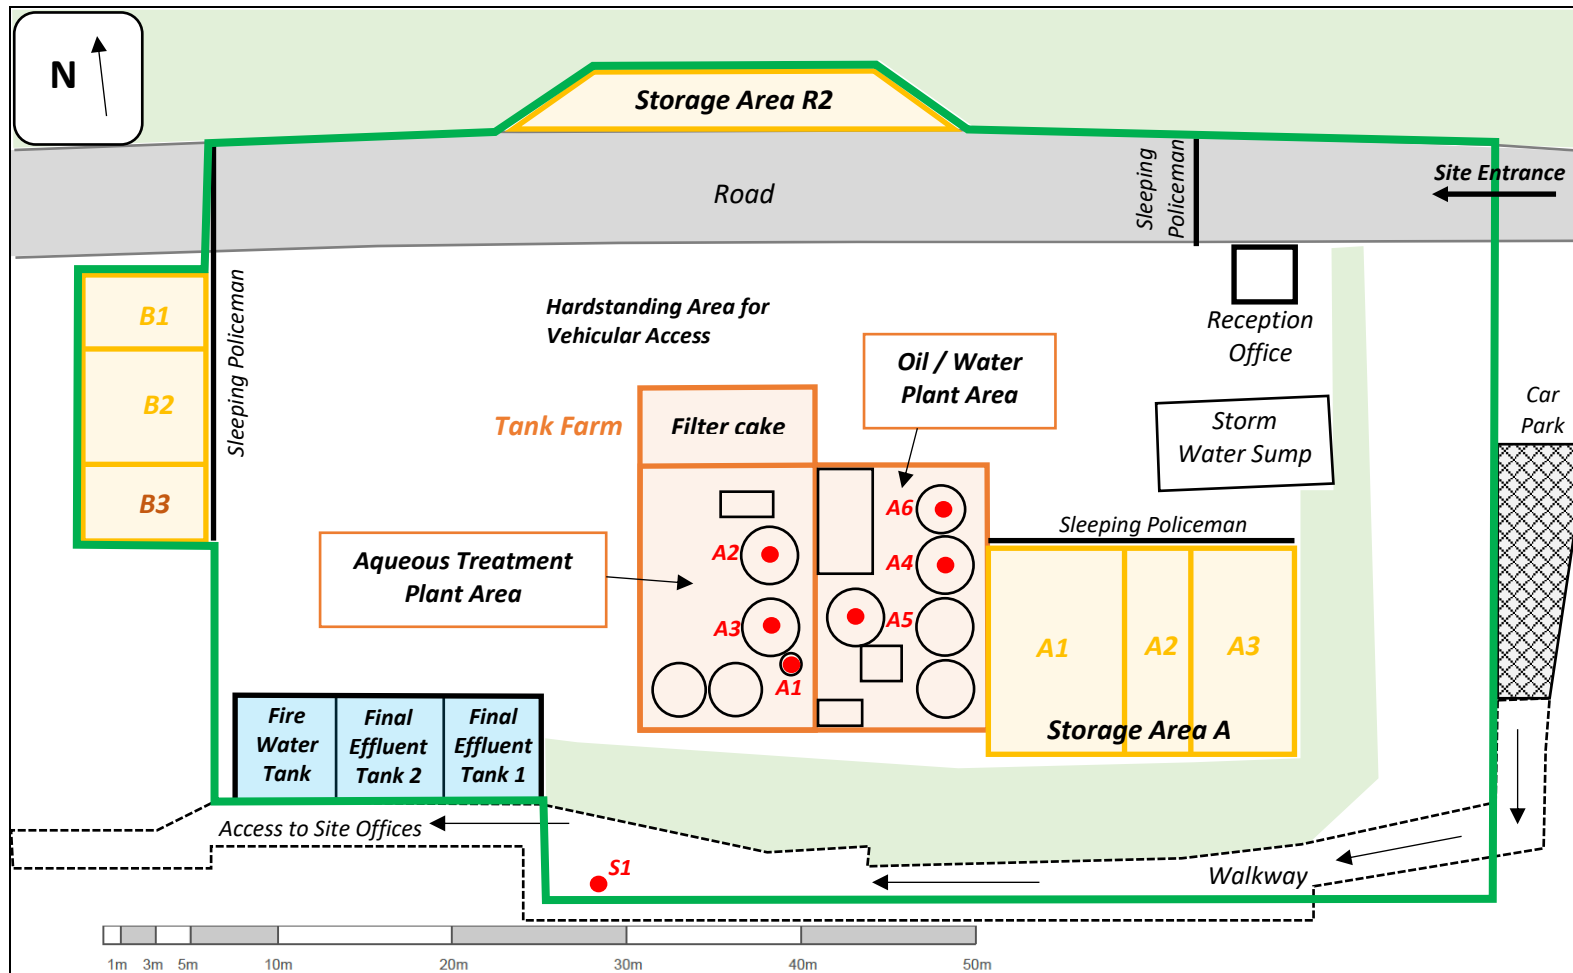 N
Storage Area R2
Road
Sleeping
Policeman
Site Entrance
B1
B2
B3
Sleeping Policeman
Hardstanding Area for
Vehicular Access
Reception
Office
Oil / Water
Plant Area
Tank Farm
Filter cake
Storm
Water Sump
Car
Park
Aqueous Treatment
Plant Area
A2
A3
A1
A6
A4
A5
Sleeping Policeman
A1
A2
A3
Storage Area A
Fire
Water
Tank
Final
Effluent
Tank 2
Final
Effluent
Tank 1
Access to Site Offices
S1
Walkway
1m 3m 5m 10m 20m 30m 40m 50m